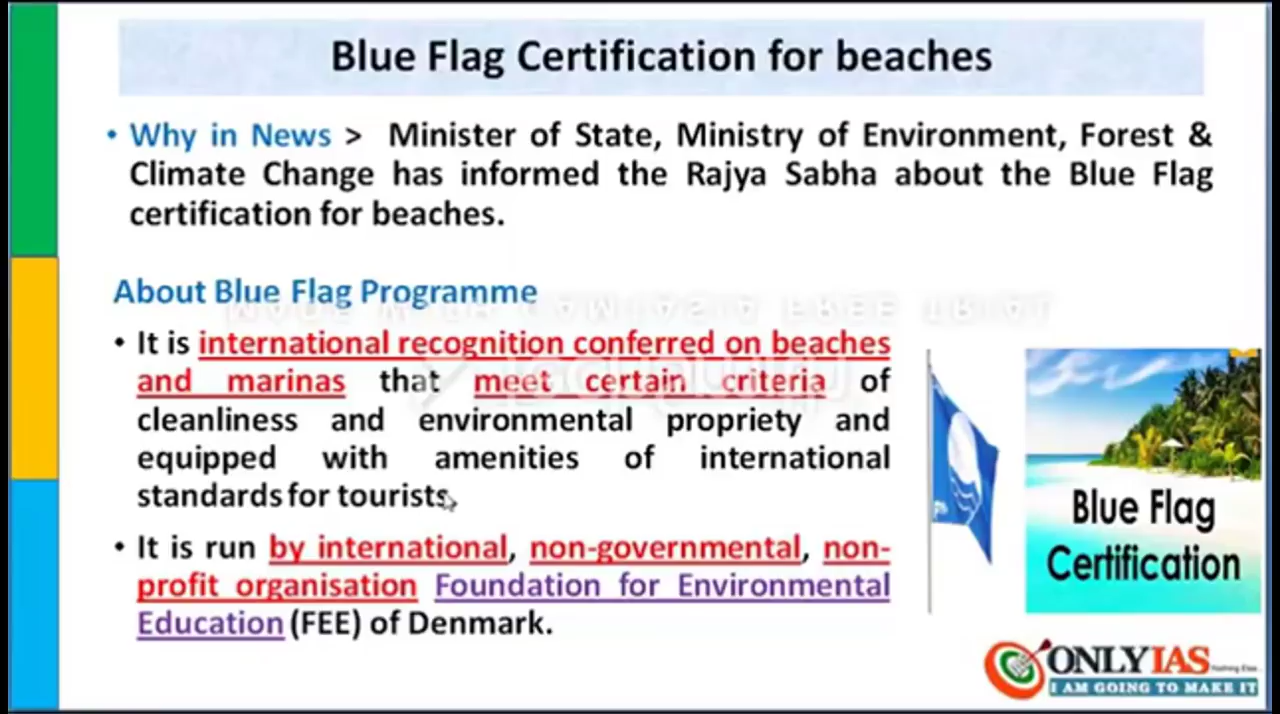 Blue Flag Certification for beaches
• Why in News > Minister of State, Ministry of Environment, Forest &
Climate Change has informed the Rajya Sabha about the Blue Flag
certification for beaches.
About Blue Flag Programme
• It is international recognition conferred on beaches
and marinas that meet certain criteria of
cleanliness and environmental propriety and
equipped with amenities of international
standards for tourists.
• It is run by international, non-governmental, non-
profit organisation Foundation for Environmental
Education (FEE) of Denmark.
Blue Flag
Certification
ONLYIAS
I AM GOING TO MAKE IT